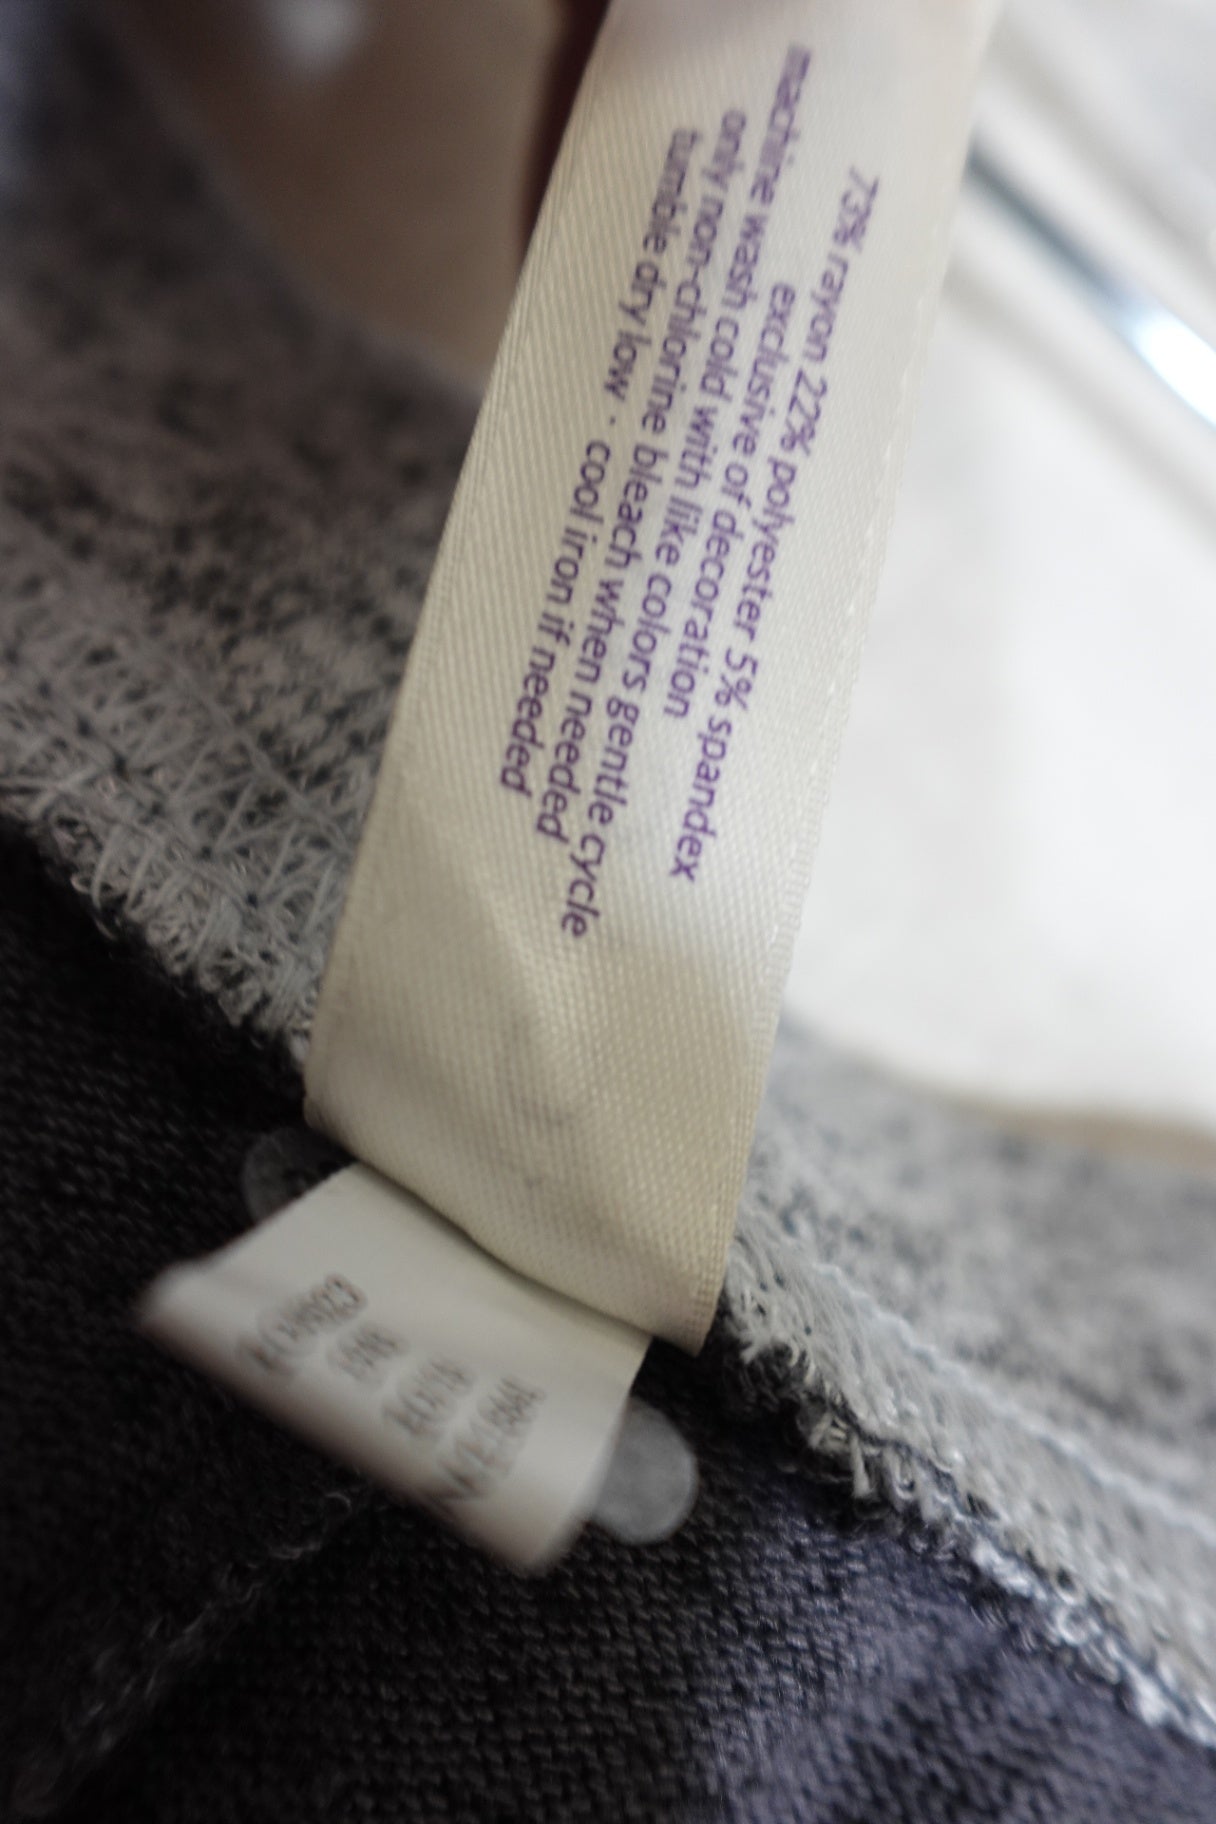 73% rayon 22% polyester 5% spandex
exclusive of decoration
machine wash cold with like colors gentle cycle
only non-chlorine bleach when needed
tumble dry low · cool iron if needed